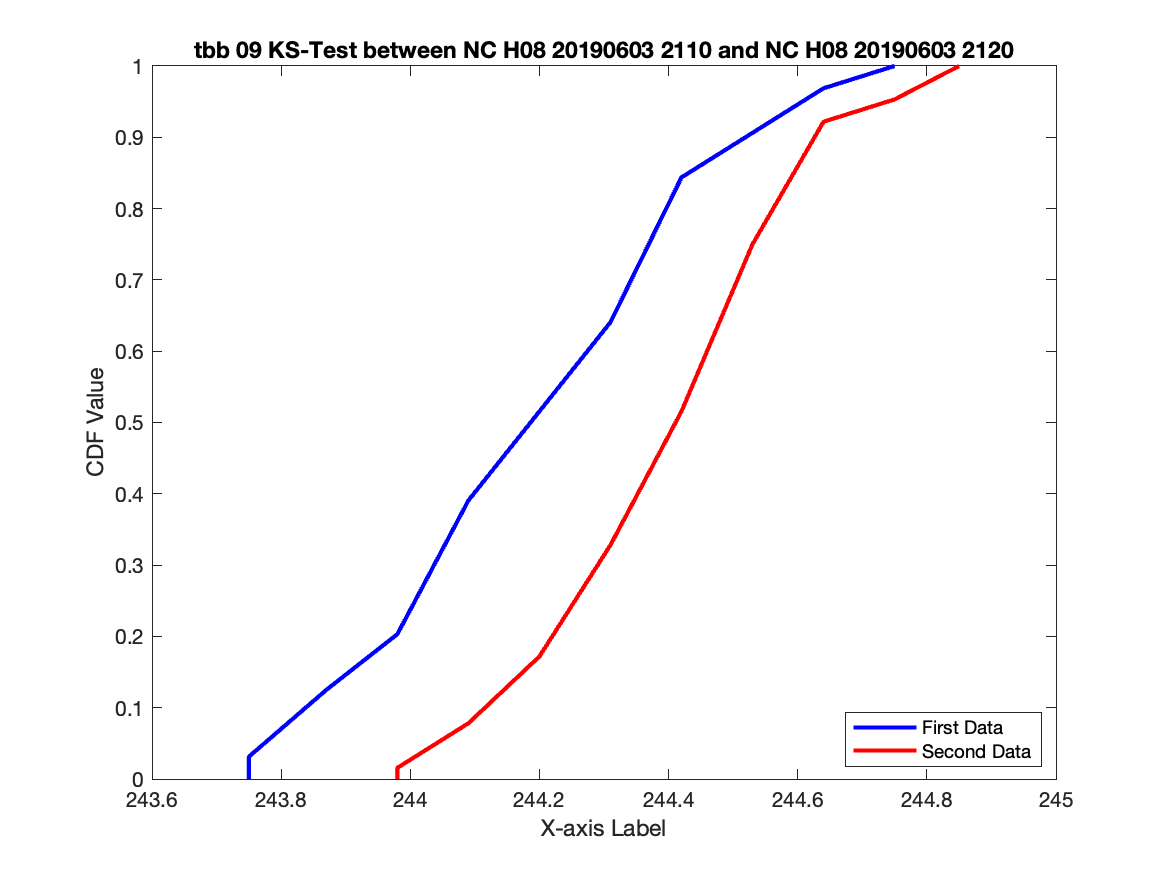 tbb 09 KS-Test between NC H08 20190603 2110 and NC H08 20190603 2120
1
0.9
0.8
0.7
0.6
0.5
0.4
0.3
0.2
0.1
0
CDF Value
First Data
Second Data
243.6 243.8 244 244.2 244.4 244.6 244.8 245
X-axis Label